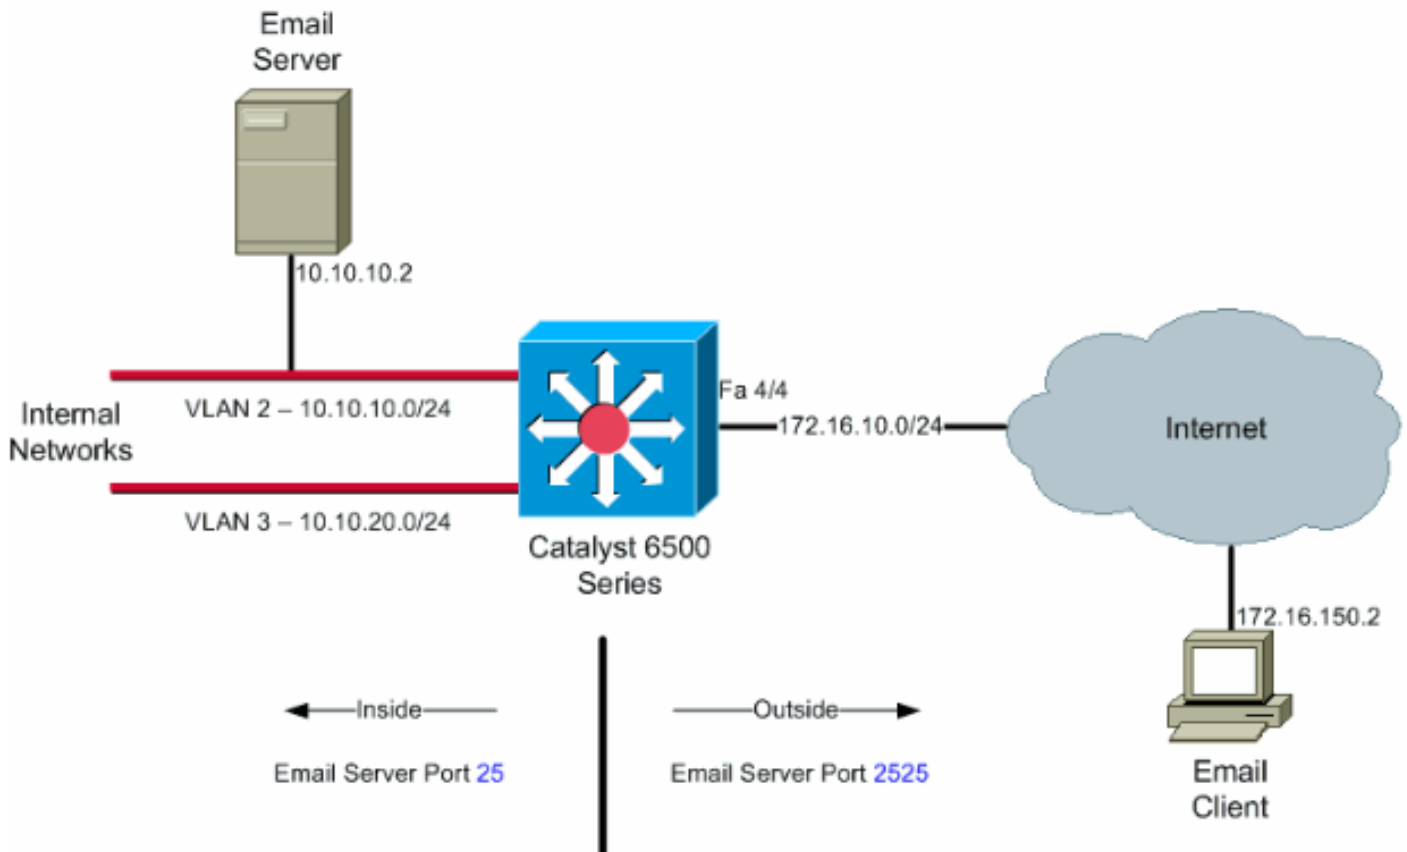 Email
Server
10.10.10.2
VLAN 2 – 10.10.10.0/24
Internal
Networks
VLAN 3 – 10.10.20.0/24
Fa 4/4
172.16.10.0/24
Internet
Catalyst 6500
Series
172.16.150.2
Inside
Outside
Email Server Port 25
Email Server Port 2525
Email
Client